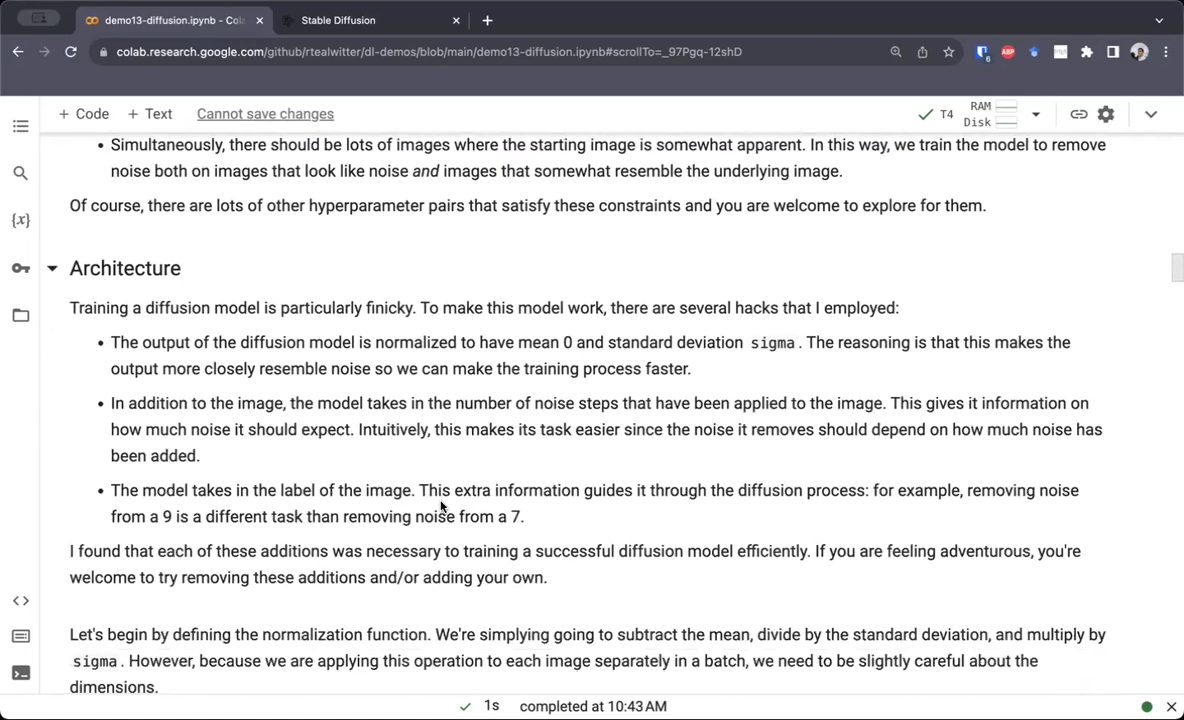 demo13-diffusion.ipynb - Cola
Stable Diffusion
colab.research.google.com/github/rtealwitter/dl-demos/blob/main/demo13-diffusion.ipynb#scrollTo=_97Pgq-12shD
6
ABP
+ Code
+ Text
Cannot save changes
T4
RAM
Disk
• Simultaneously, there should be lots of images where the starting image is somewhat apparent. In this way, we train the model to remove
noise both on images that look like noise and images that somewhat resemble the underlying image.
Of course, there are lots of other hyperparameter pairs that satisfy these constraints and you are welcome to explore for them.
{x}
Architecture
Training a diffusion model is particularly finicky. To make this model work, there are several hacks that I employed:
• The output of the diffusion model is normalized to have mean 0 and standard deviation sigma. The reasoning is that this makes the
output more closely resemble noise so we can make the training process faster.
• In addition to the image, the model takes in the number of noise steps that have been applied to the image. This gives it information on
how much noise it should expect. Intuitively, this makes its task easier since the noise it removes should depend on how much noise has
been added.
• The model takes in the label of the image. This extra information guides it through the diffusion process: for example, removing noise
from a 9 is a different task than removing noise from a 7.
I found that each of these additions was necessary to training a successful diffusion model efficiently. If you are feeling adventurous, you're
welcome to try removing these additions and/or adding your own.
Let's begin by defining the normalization function. We're simplying going to subtract the mean, divide by the standard deviation, and multiply by
sigma. However, because we are applying this operation to each image separately in a batch, we need to be slightly careful about the
dimensions.
1s
completed at 10:43 AM